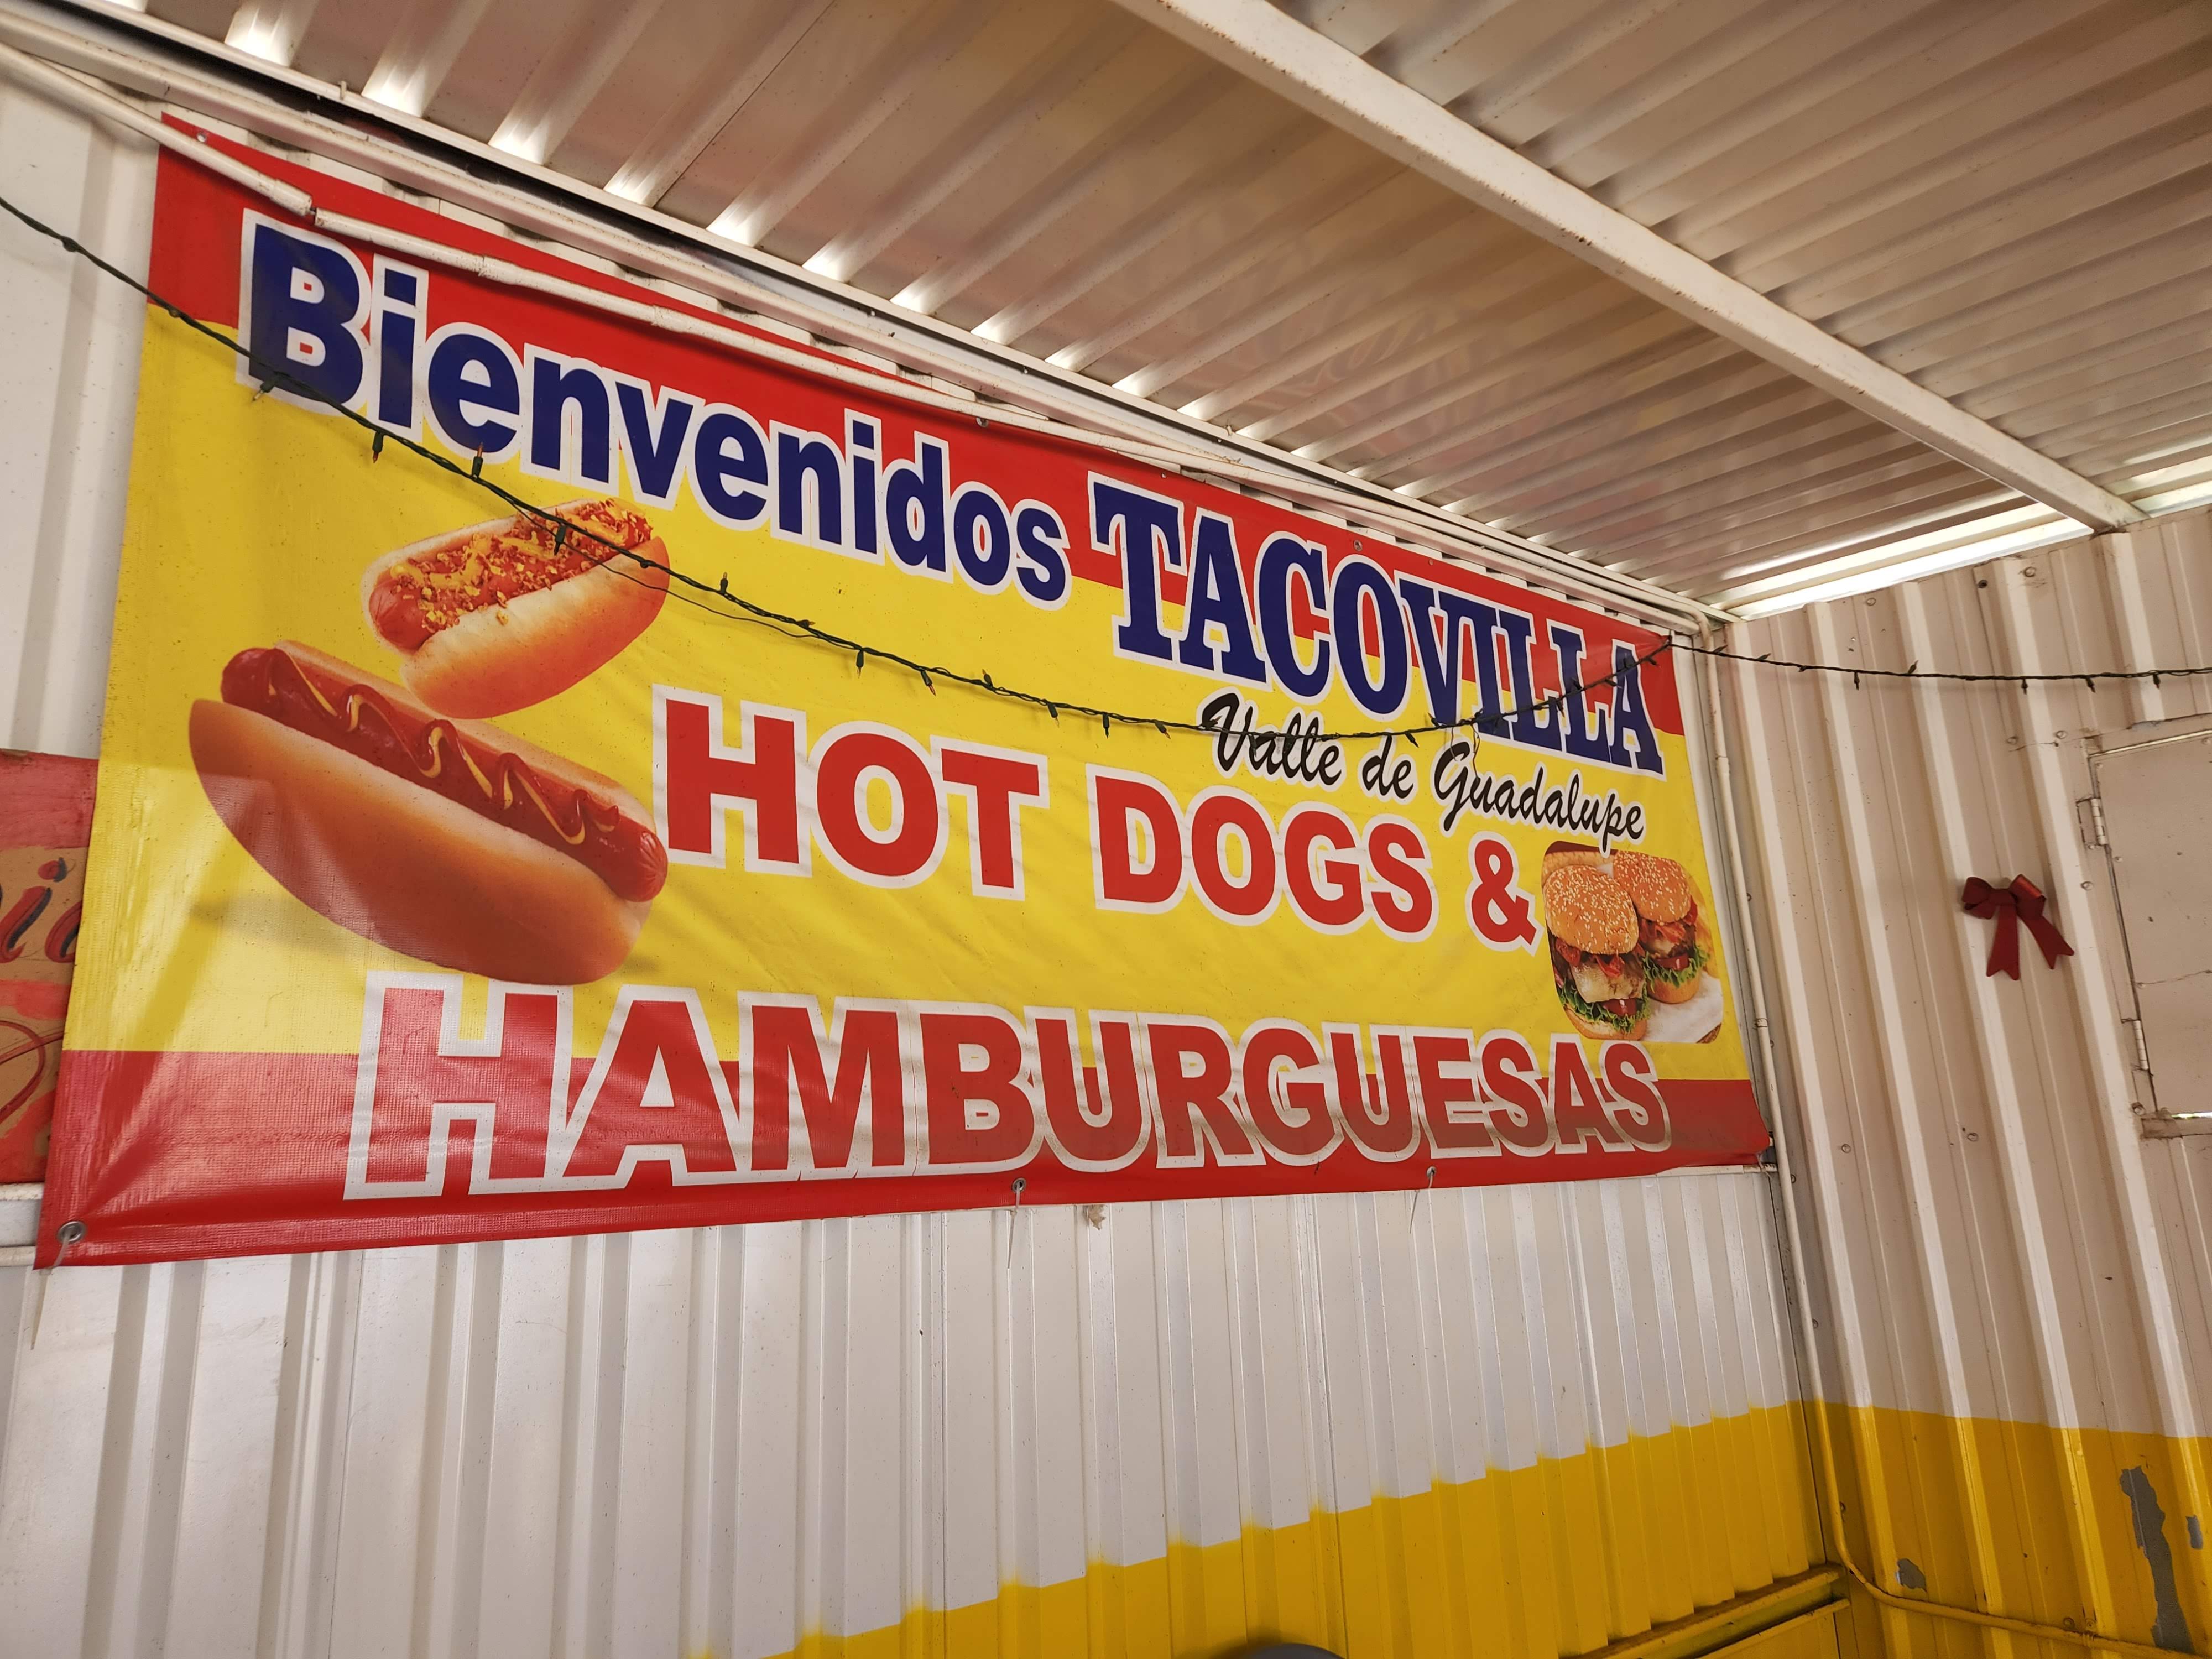 Bienvenidos TACOVILLA
Valle de Guadalupe
HOT DOGS &
HAMBURGUESAS